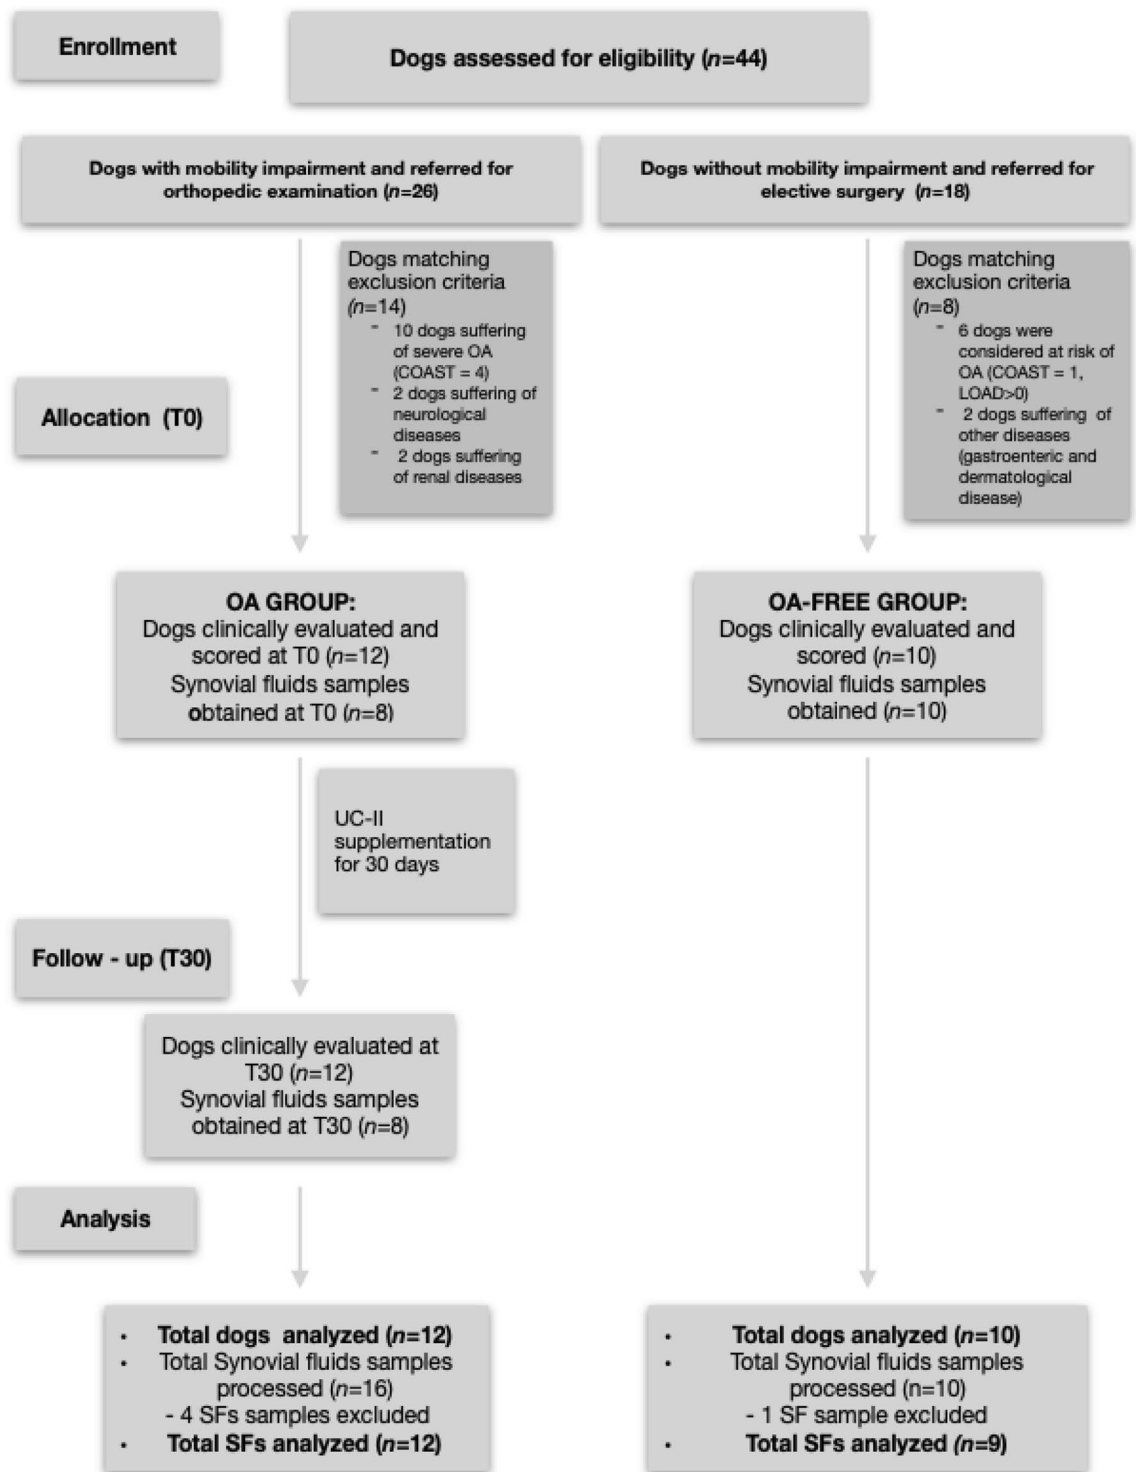 Enrollment
Dogs assessed for eligibility (n=44)
Dogs with mobility impairment and referred for
orthopedic examination (n=26)
Dogs without mobility impairment and referred for
elective surgery (n=18)
Dogs matching
exclusion criteria
(n=14)
- 10 dogs suffering
of severe OA
(COAST = 4)
- 2 dogs suffering of
neurological
diseases
- 2 dogs suffering
of renal diseases
Dogs matching
exclusion criteria
(n=8)
- 6 dogs were
considered at risk of
OA (COAST = 1,
LOAD>0)
- 2 dogs suffering of
other diseases
(gastroenteric and
dermatological
disease)
Allocation (T0)
OA GROUP:
Dogs clinically evaluated and
scored at T0 (n=12)
Synovial fluids samples
obtained at T0 (n=8)
OA-FREE GROUP:
Dogs clinically evaluated and
scored (n=10)
Synovial fluids samples
obtained (n=10)
UC-II
supplementation
for 30 days
Follow - up (T30)
Dogs clinically evaluated at
T30 (n=12)
Synovial fluids samples
obtained at T30 (n=8)
Analysis
• Total dogs analyzed (n=12)
• Total Synovial fluids samples
processed (n=16)
- 4 SFs samples excluded
• Total SFs analyzed (n=12)
• Total dogs analyzed (n=10)
• Total Synovial fluids samples
processed (n=10)
- 1 SF sample excluded
• Total SFs analyzed (n=9)